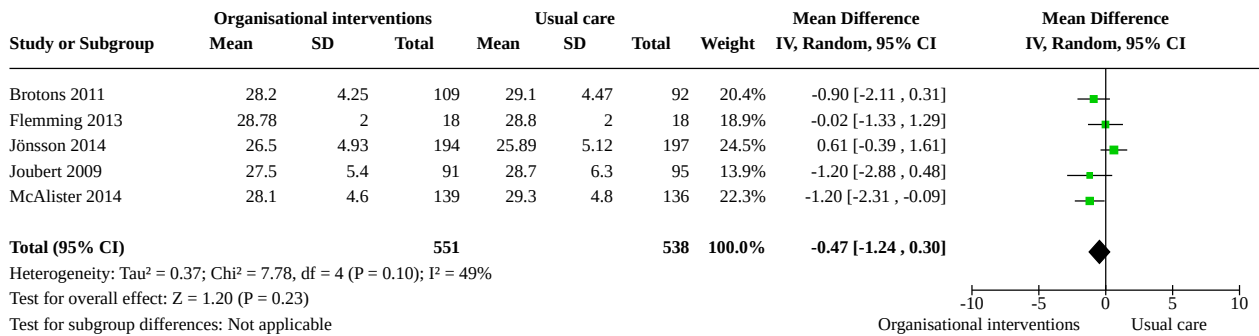 Organisational interventions Usual care Mean Difference Mean Difference
Study or Subgroup Mean SD Total Mean SD Total Weight IV, Random, 95% CI IV, Random, 95% CI
Brotons 2011 28.2 4.25 109 29.1 4.47 92 20.4% -0.90 [-2.11 , 0.31]
Flemming 2013 28.78 2 18 28.8 2 18 18.9% -0.02 [-1.33 , 1.29]
Jönsson 2014 26.5 4.93 194 25.89 5.12 197 24.5% 0.61 [-0.39 , 1.61]
Joubert 2009 27.5 5.4 91 28.7 6.3 95 13.9% -1.20 [-2.88 , 0.48]
McAlister 2014 28.1 4.6 139 29.3 4.8 136 22.3% -1.20 [-2.31 , -0.09]
Total (95% CI) 551 538 100.0% -0.47 [-1.24 , 0.30]
Heterogeneity: Tau² = 0.37; Chi² = 7.78, df = 4 (P = 0.10); I² = 49%
Test for overall effect: Z = 1.20 (P = 0.23)
-10 -5 0 5 10
Test for subgroup differences: Not applicable Organisational interventions Usual care